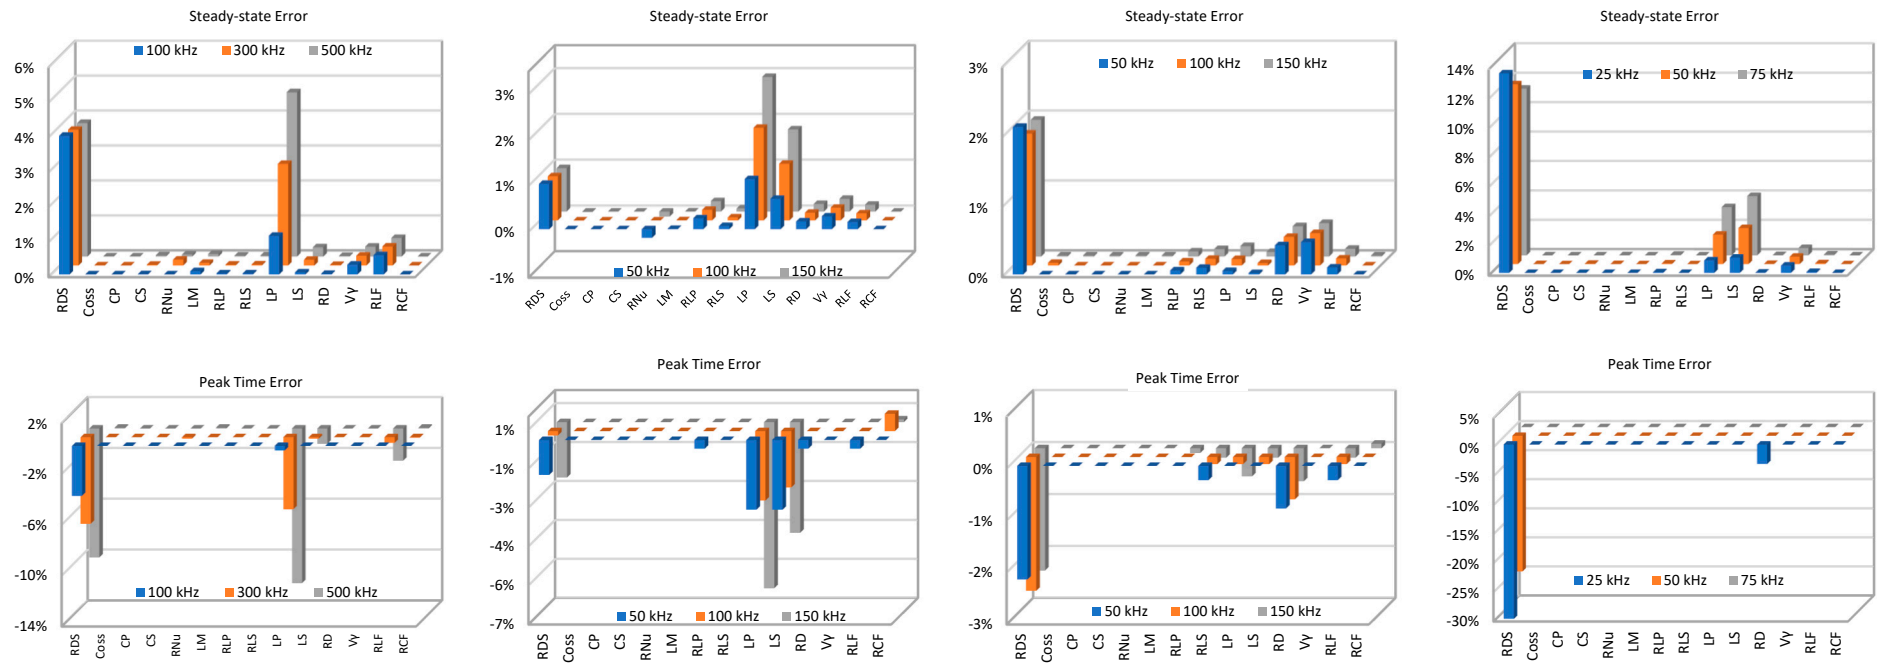 Steady-state Error
100 kHz 300 kHz 500 kHz
6%
5%
4%
3%
2%
1%
0%
RDS Coss CP CS RNu LM RLP RLS LP LS RD Vγ RLF RCF
Steady-state Error
3%
2%
1%
0%
-1%
50 kHz 100 kHz 150 kHz
RDS Coss CP CS RNu LM RLP RLS LP LS RD Vγ RLF RCF
Steady-state Error
50 kHz 100 kHz 150 kHz
3%
2%
1%
0%
RDS Coss CP CS RNu LM RLP RLS LP LS RD Vγ RLF RCF
Steady-state Error
25 kHz 50 kHz 75 kHz
14%
12%
10%
8%
6%
4%
2%
0%
RDS Coss CP CS RNu LM RLP RLS LP LS RD Vγ RLF RCF
Peak Time Error
2%
-2%
-6%
-10%
-14%
100 kHz 300 kHz 500 kHz
RDS Coss CP CS RNu LM RLP RLS LP LS RD Vγ RLF RCF
Peak Time Error
1%
-1%
-3%
-4%
-6%
-7%
50 kHz 100 kHz 150 kHz
RDS Coss CP CS RNu LM RLP RLS LP LS RD Vγ RLF RCF
Peak Time Error
1%
0%
-1%
-2%
-3%
50 kHz 100 kHz 150 kHz
RDS Coss CP CS RNu LM RLP RLS LP LS RD Vγ RLF RCF
Peak Time Error
5%
0%
-5%
-10%
-15%
-20%
-25%
-30%
25 kHz 50 kHz 75 kHz
RDS Coss CP CS RNu LM RLP RLS LP LS RD Vγ RLF RCF